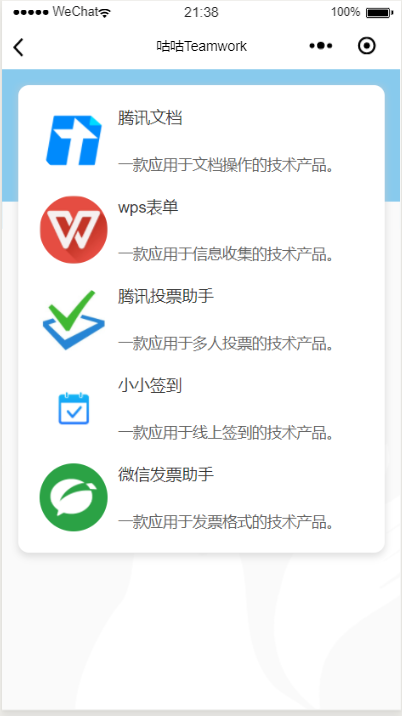 ●●●●● WeChat 21:38 100%
咕咕Teamwork
腾讯文档
一款应用于文档操作的技术产品。
wps表单
一款应用于信息收集的技术产品。
腾讯投票助手
一款应用于多人投票的技术产品。
小小签到
一款应用于线上签到的技术产品。
微信发票助手
一款应用于发票格式的技术产品。